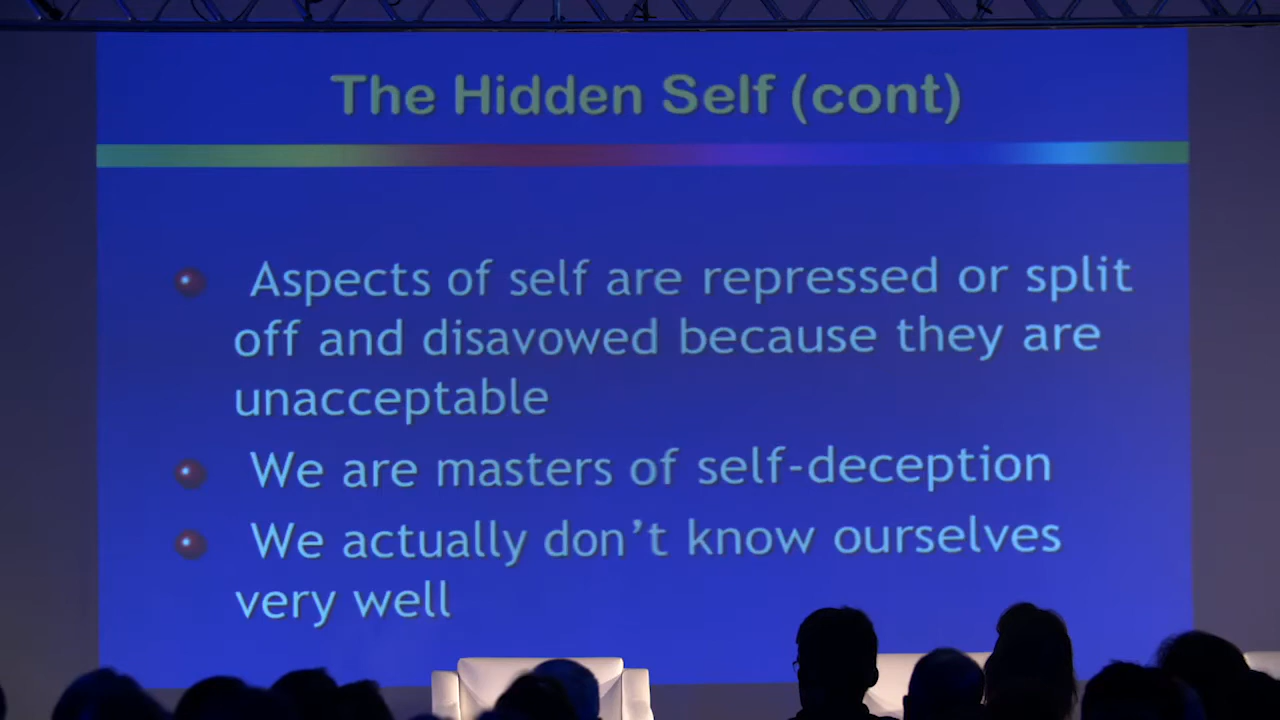 The Hidden Self (cont)
Aspects of self are repressed or split
off and disavowed because they are
unacceptable
We are masters of self-deception
We actually don’t know ourselves
very well